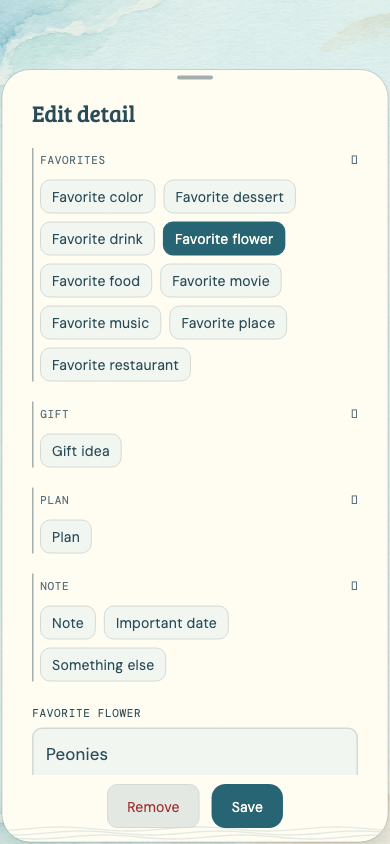 Edit detail
FAVORITES
Favorite color Favorite dessert
Favorite drink Favorite flower
Favorite food Favorite movie
Favorite music Favorite place
Favorite restaurant
GIFT
Gift idea
PLAN
Plan
NOTE
Note Important date
Something else
FAVORITE FLOWER
Peonies
Remove Save